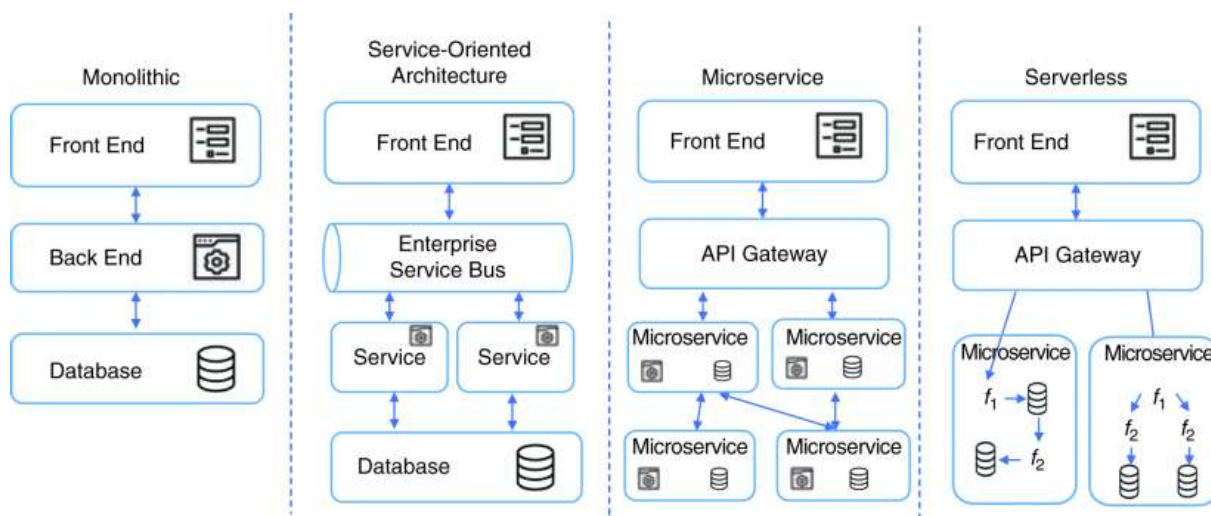 Monolithic
Front End
Back End
Database
Service-Oriented
Architecture
Front End
Enterprise
Service Bus
Service
Service
Database
Microservice
Front End
API Gateway
Microservice
Microservice
Microservice
Microservice
Serverless
Front End
API Gateway
Microservice
f1
f2
Microservice
f1
f2
f2